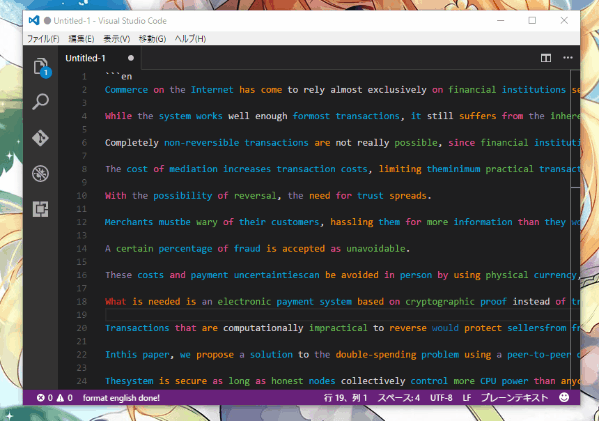 Untitled-1 - Visual Studio Code
ファイル(F) 編集(E) 表示(V) 移動(G) ヘルプ(H)
Untitled-1
1
1 ```en
2 Commerce on the Internet has come to rely almost exclusively on financial institutions se
3
4 While the system works well enough formost transactions, it still suffers from the inhere
5
6 Completely non-reversible transactions are not really possible, since financial instituti
7
8 The cost of mediation increases transaction costs, limiting theminimum practical transact
9
10 With the possibility of reversal, the need for trust spreads.
11
12 Merchants mustbe wary of their customers, hassling them for more information than they wo
13
14 A certain percentage of fraud is accepted as unavoidable.
15
16 These costs and payment uncertaintiescan be avoided in person by using physical currency,
17
18 What is needed is an electronic payment system based on cryptographic proof instead of tr
19
20 Transactions that are computationally impractical to reverse would protect sellersfrom fr
21
22 Inthis paper, we propose a solution to the double-spending problem using a peer-to-peer
23
24 Thesystem is secure as long as honest nodes collectively control more CPU power than any
0 0 format english done! 行 19、列 1 スペース: 4 UTF-8 LF プレーンテキスト